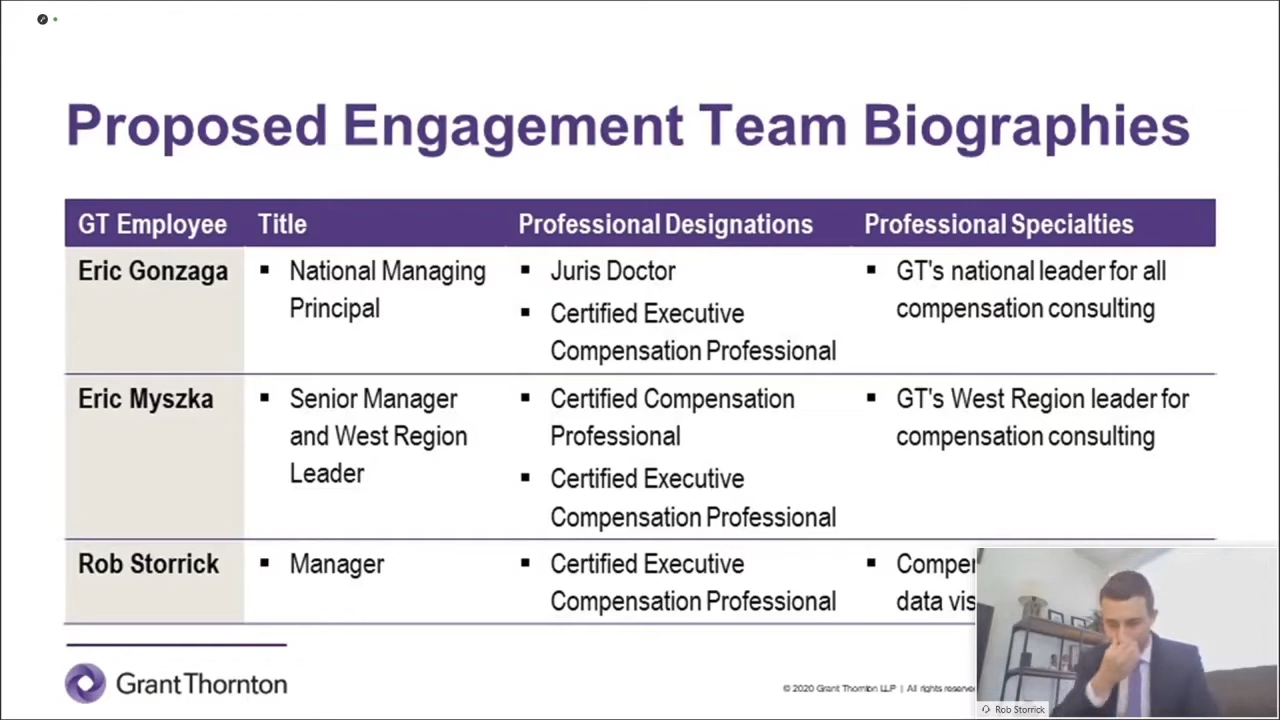 Proposed Engagement Team Biographies
GT Employee Title Professional Designations Professional Specialties
Eric Gonzaga
▪ National Managing
Principal
▪ Juris Doctor
▪ Certified Executive
Compensation Professional
▪ GT's national leader for all
compensation consulting
Eric Myszka
▪ Senior Manager
and West Region
Leader
▪ Certified Compensation
Professional
▪ Certified Executive
Compensation Professional
▪ GT's West Region leader for
compensation consulting
Rob Storrick
▪ Manager
▪ Certified Executive
Compensation Professional
▪ Compen
data vis
Grant Thornton
© 2020 Grant Thornton LLP | All rights reserve
Rob Storrick